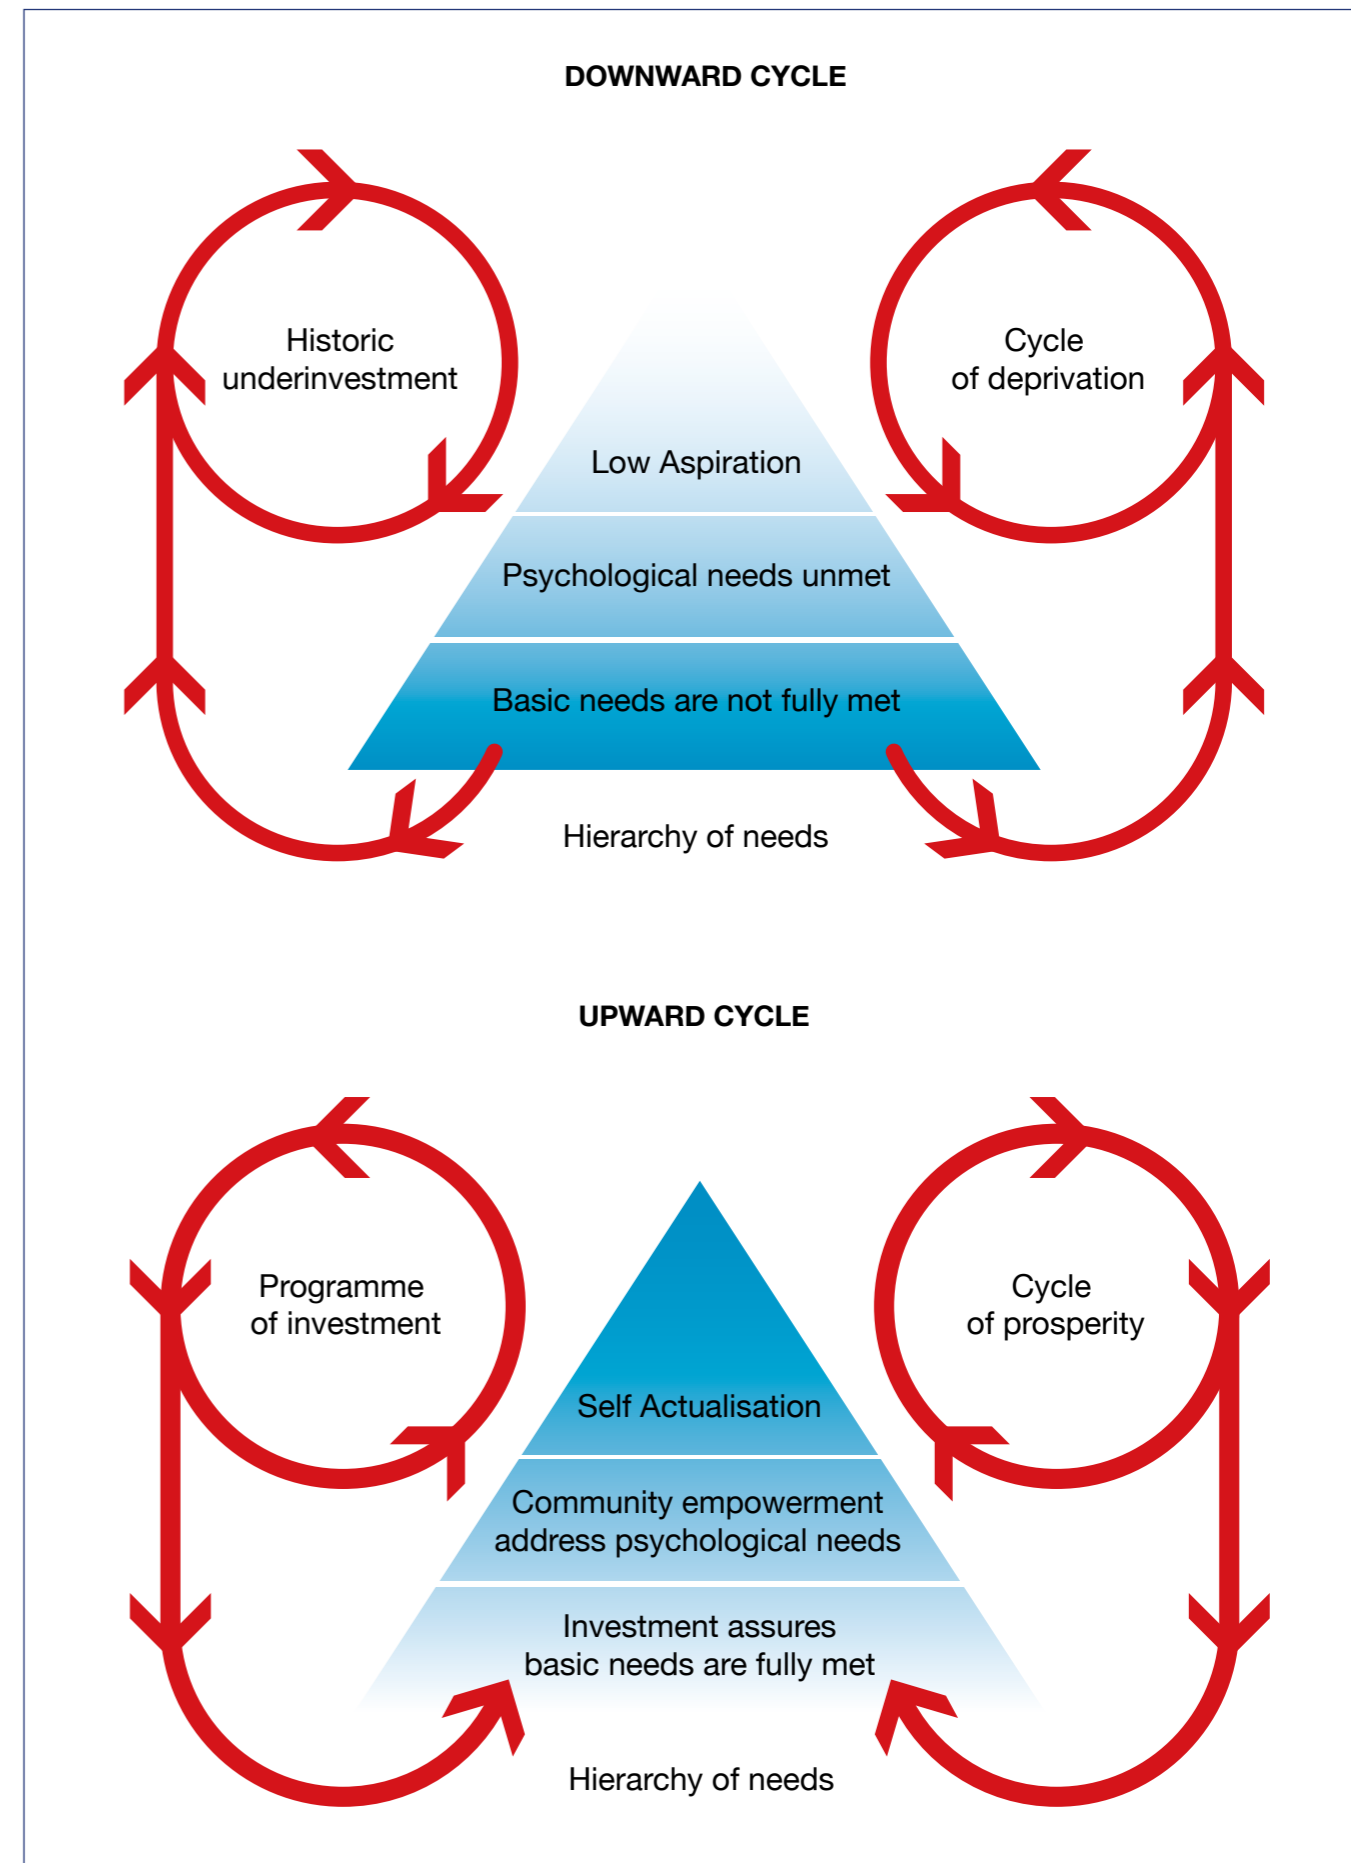 DOWNWARD CYCLE
Historic
underinvestment
Cycle
of deprivation
Low Aspiration
Psychological needs unmet
Basic needs are not fully met
Hierarchy of needs
UPWARD CYCLE
Programme
of investment
Cycle
of prosperity
Self Actualisation
Community empowerment
address psychological needs
Investment assures
basic needs are fully met
Hierarchy of needs